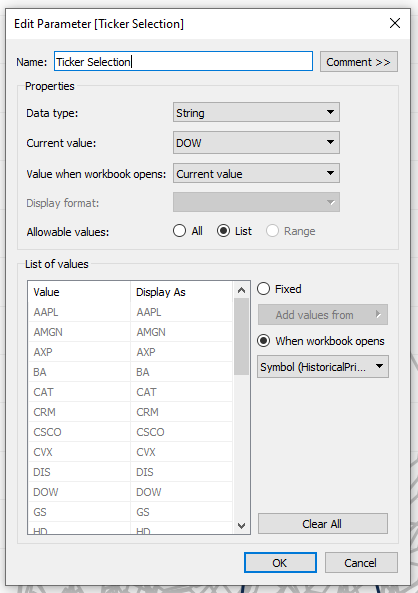 Edit Parameter [Ticker Selection]
Name: Ticker Selection Comment >>
Properties
Data type: String
Current value: DOW
Value when workbook opens: Current value
Display format:
Allowable values: All List Range
List of values
Value Display As
AAPL AAPL
AMGN AMGN
AXP AXP
BA BA
CAT CAT
CRM CRM
CSCO CSCO
CVX CVX
DIS DIS
DOW DOW
GS GS
HD HD
Fixed
Add values from
When workbook opens
Symbol (HistoricalPri...
Clear All
OK Cancel